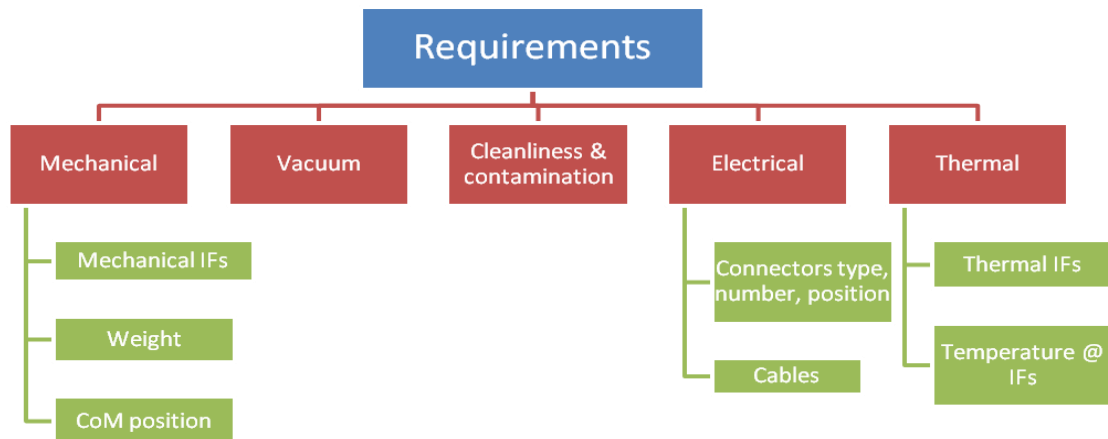 Requirements
Mechanical
Vacuum
Cleanliness &
contamination
Electrical
Thermal
Mechanical IFs
Weight
CoM position
Connectors type,
number, position
Cables
Thermal IFs
Temperature @
IFs